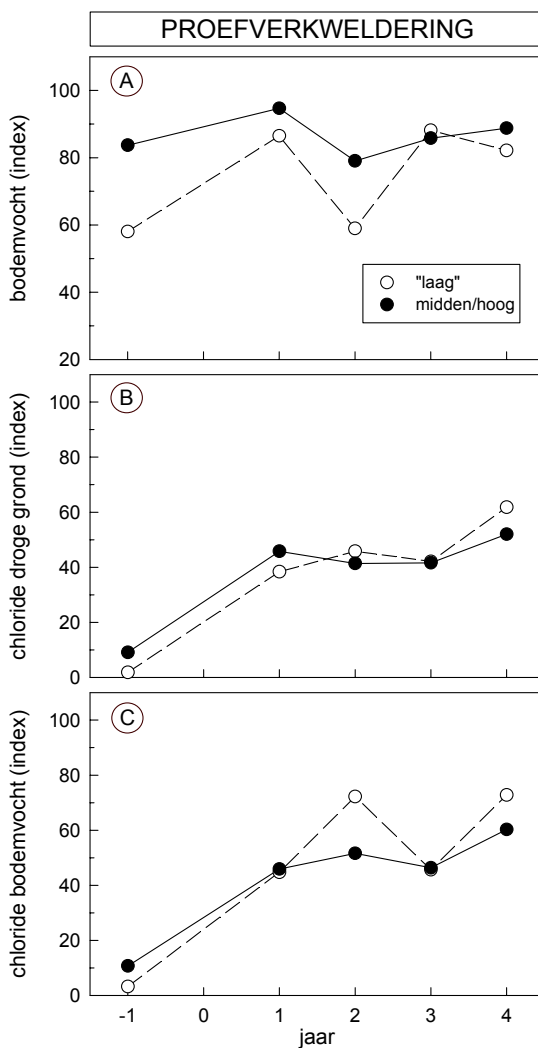 PROEFVERKWELDERING
A
bodemvocht (index)
100
80
60
40
20
"laag"
midden/hoog
B
chloride droge grond (index)
100
80
60
40
20
0
C
chloride bodemvocht (index)
100
80
60
40
20
0
-1 0 1 2 3 4
jaar